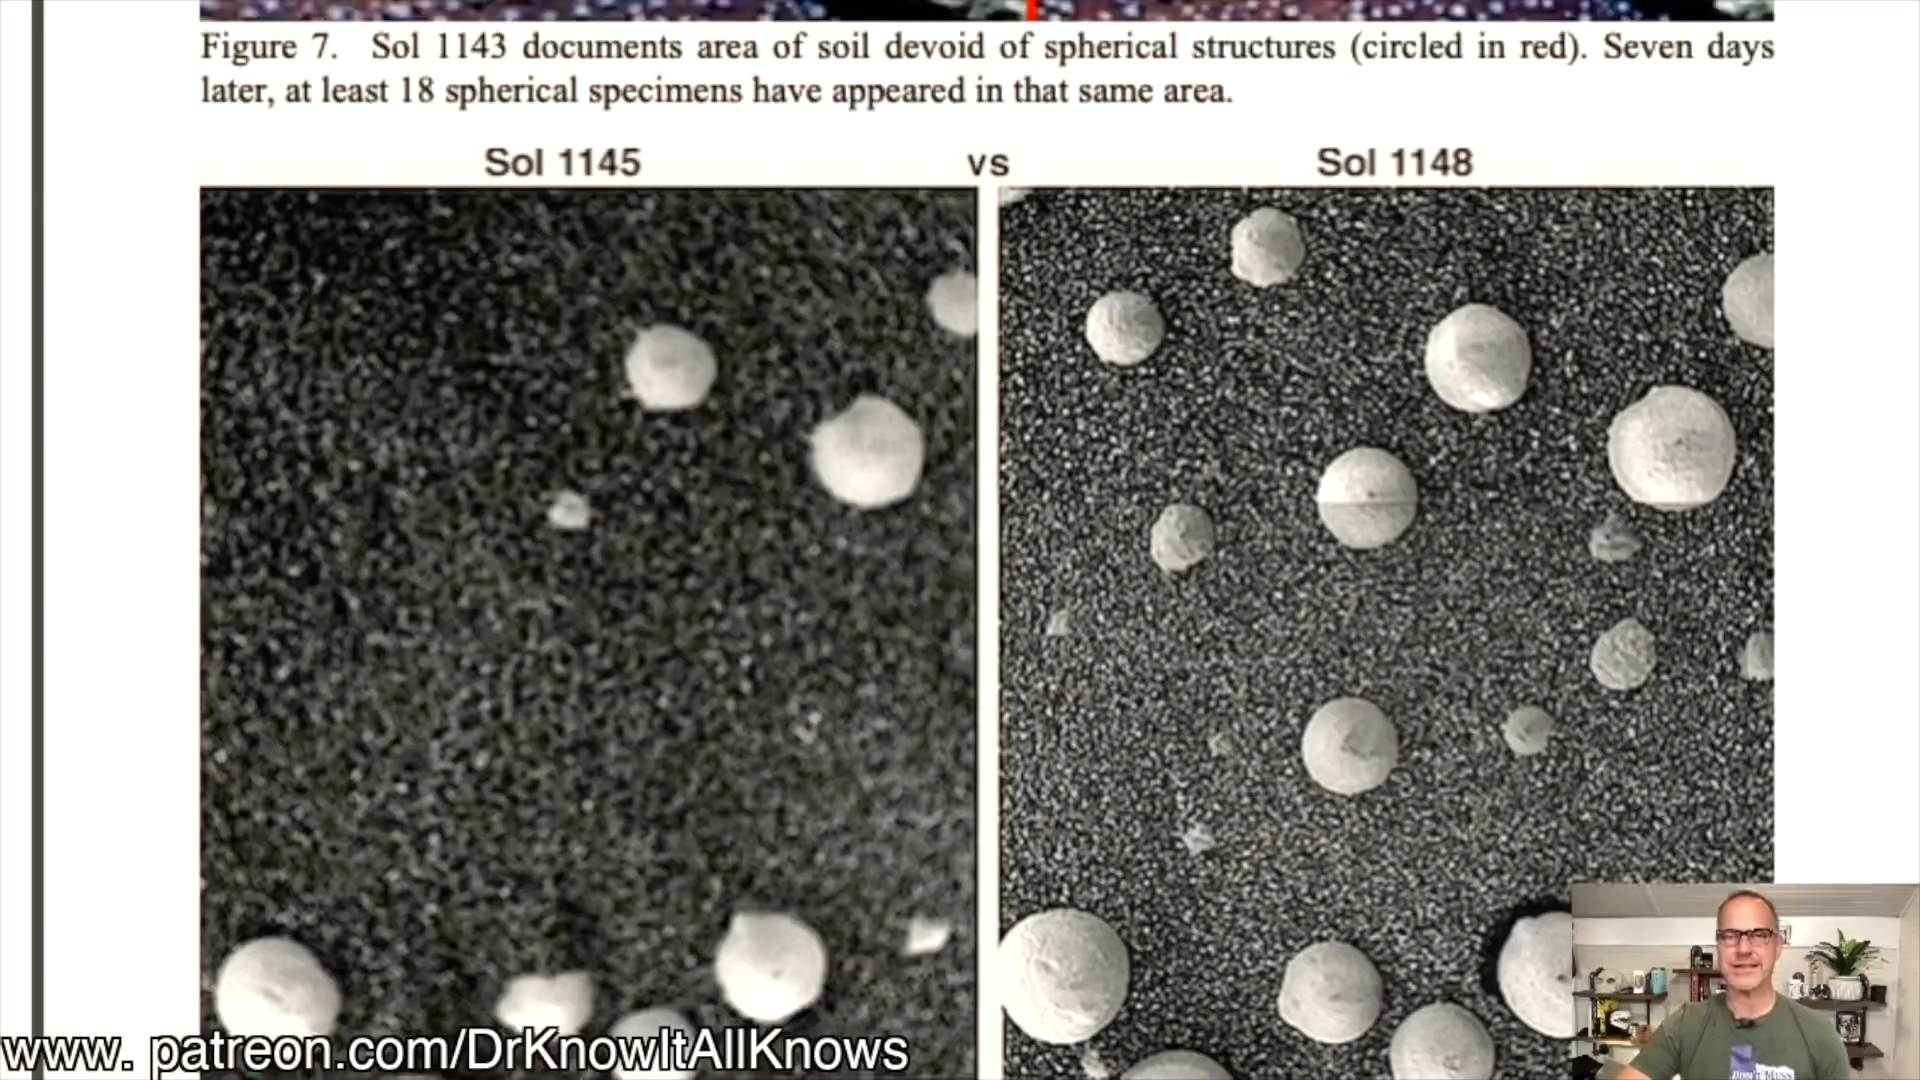 Figure 7. Sol 1143 documents area of soil devoid of spherical structures (circled in red). Seven days
later, at least 18 spherical specimens have appeared in that same area.
Sol 1145 vs Sol 1148
www. patreon.com/DrKnowItAllKnows
DON'T MESS